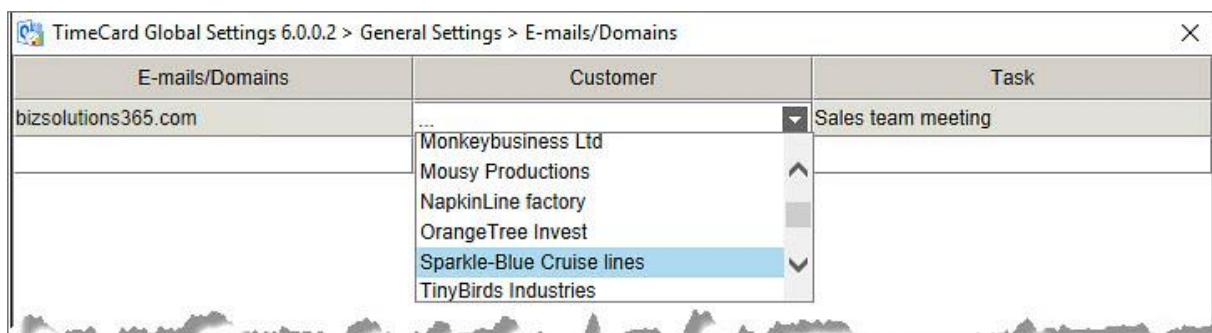 TimeCard Global Settings 6.0.0.2 > General Settings > E-mails/Domains
E-mails/Domains Customer Task
bizsolutions365.com ... Sales team meeting
Monkeybusiness Ltd
Mousy Productions
NapkinLine factory
OrangeTree Invest
Sparkle-Blue Cruise lines
TinyBirds Industries